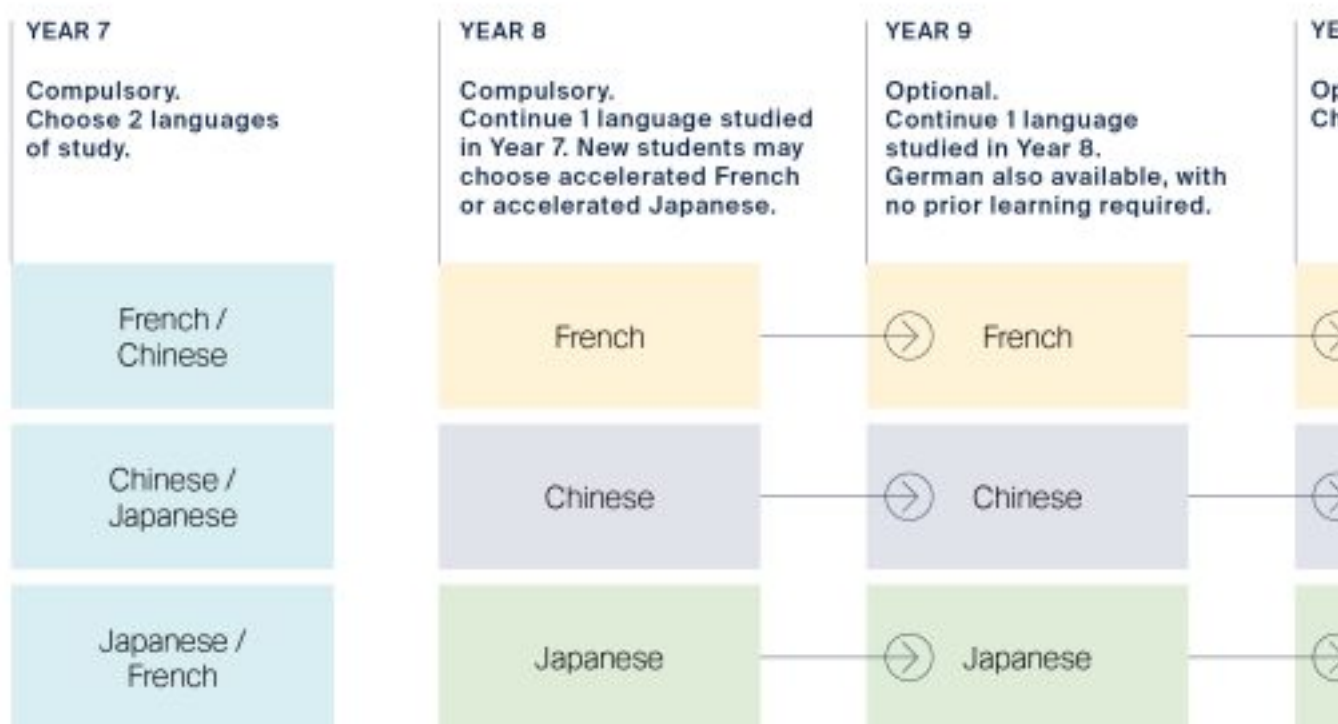 YEAR 7
Compulsory.
Choose 2 languages
of study.
YEAR 8
Compulsory.
Continue 1 language studied
in Year 7. New students may
choose accelerated French
or accelerated Japanese.
YEAR 9
Optional.
Continue 1 language
studied in Year 8.
German also available, with
no prior learning required.
French /
Chinese
French
French
Chinese /
Japanese
Chinese
Chinese
Japanese /
French
Japanese
Japanese